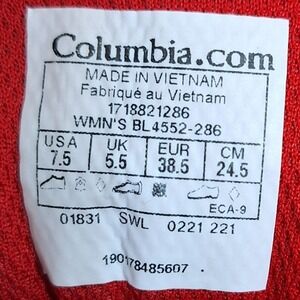 Columbia.com
MADE IN VIETNAM
Fabriqué au Vietnam
1718821286
WMN'S BL4552-286
USA UK EUR CM
7.5 5.5 38.5 24.5
ECA-9
01831 SWL 0221 221
190178485607